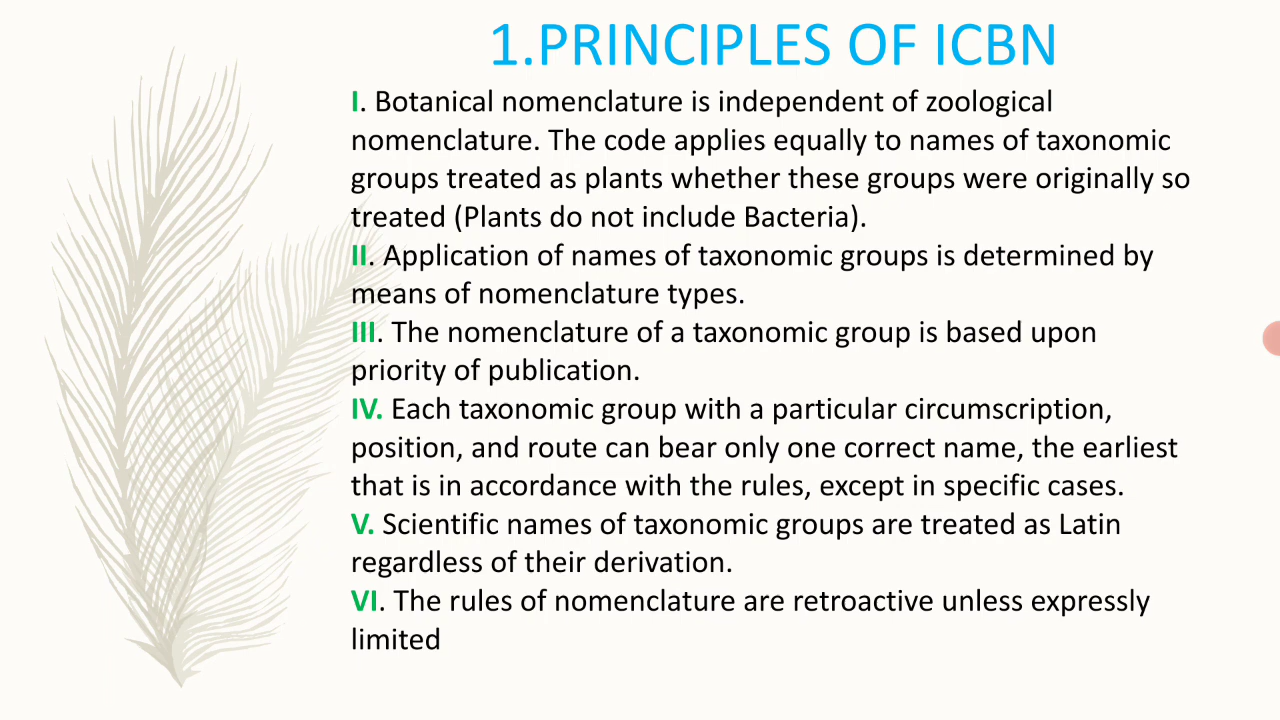 1.PRINCIPLES OF ICBN
I. Botanical nomenclature is independent of zoological
nomenclature. The code applies equally to names of taxonomic
groups treated as plants whether these groups were originally so
treated (Plants do not include Bacteria).
II. Application of names of taxonomic groups is determined by
means of nomenclature types.
III. The nomenclature of a taxonomic group is based upon
priority of publication.
IV. Each taxonomic group with a particular circumscription,
position, and route can bear only one correct name, the earliest
that is in accordance with the rules, except in specific cases.
V. Scientific names of taxonomic groups are treated as Latin
regardless of their derivation.
VI. The rules of nomenclature are retroactive unless expressly
limited